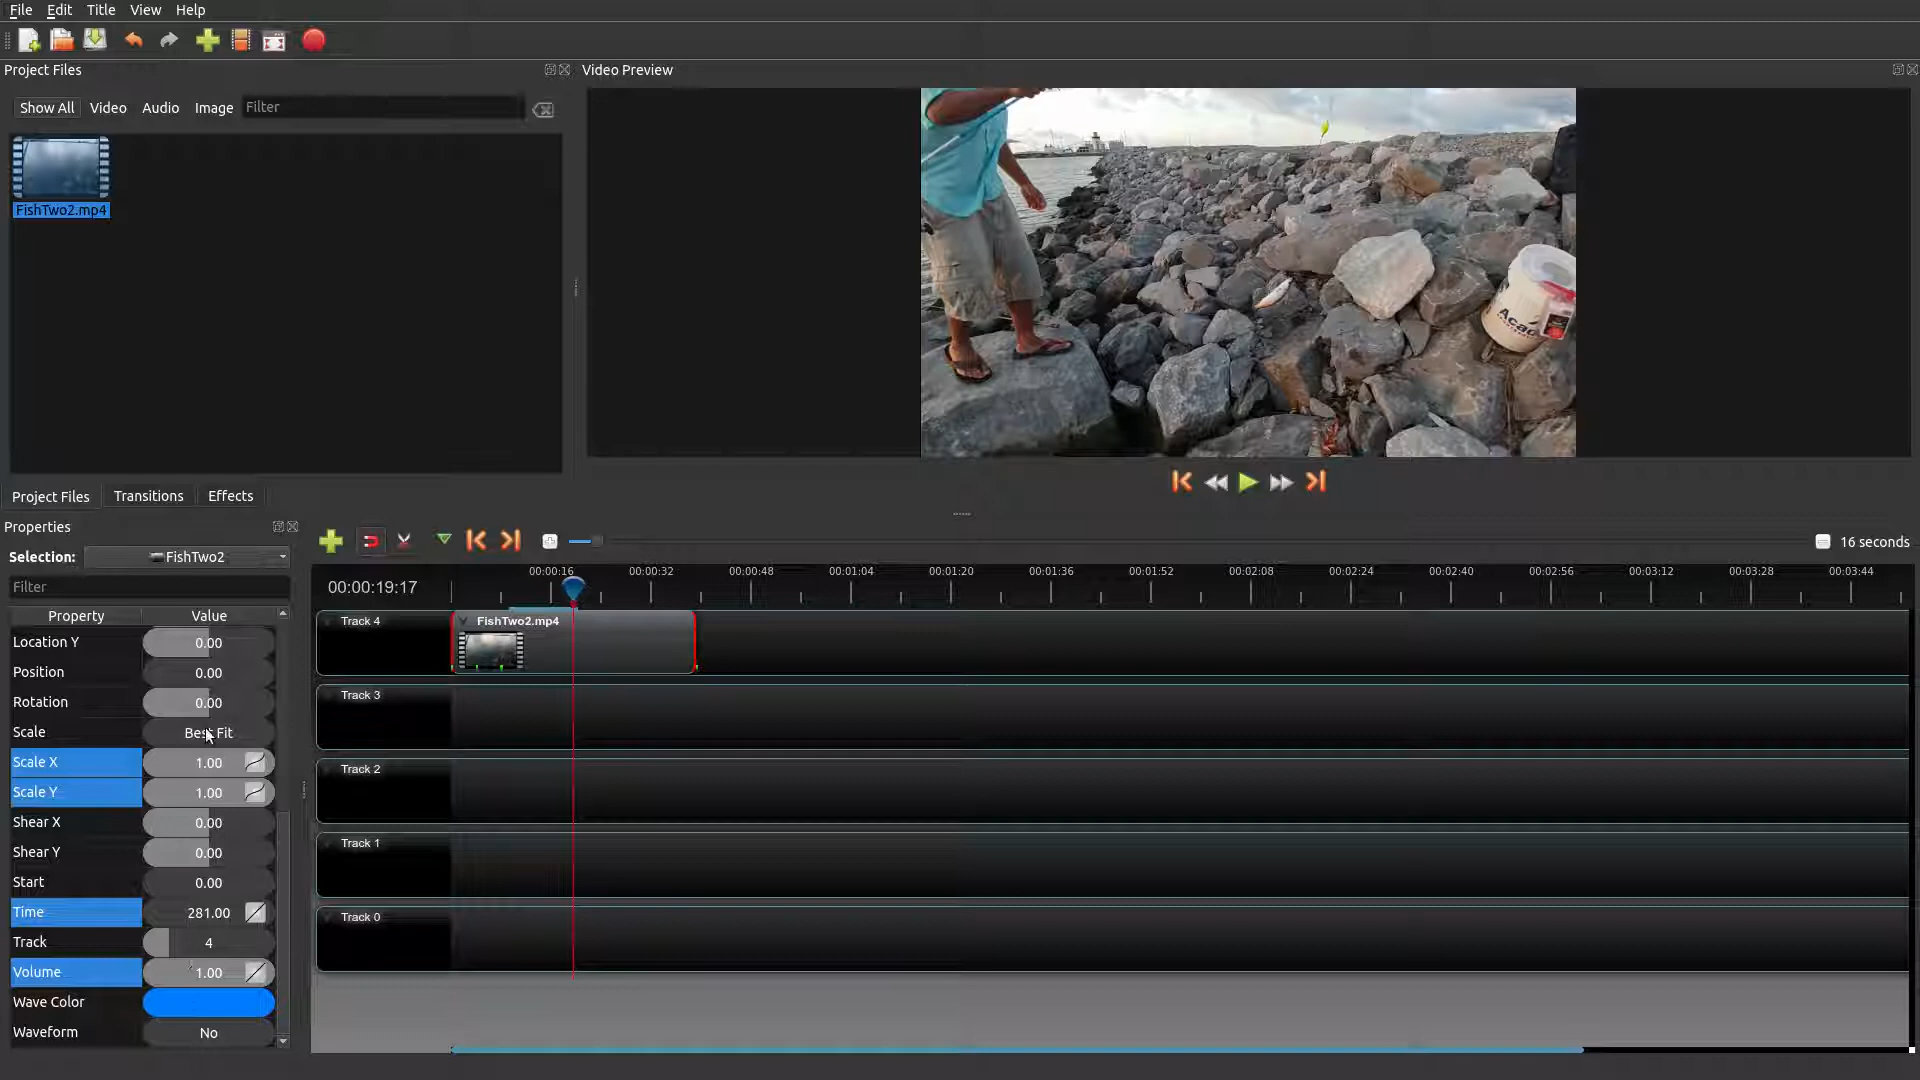 File Edit Title View Help
Project Files
Video Preview
Show All Video Audio Image Filter
FishTwo2.mp4
Acad
Project Files Transitions Effects
Properties
Selection: FishTwo2
16 seconds
Filter
00:00:19:17
00:00:16 00:00:32 00:00:48 00:01:04 00:01:20 00:01:36 00:01:52 00:02:08 00:02:24 00:02:40 00:02:56 00:03:12 00:03:28 00:03:44
Property Value
Location Y 0.00
Position 0.00
Rotation 0.00
Scale Best Fit
Scale X 1.00
Scale Y 1.00
Shear X 0.00
Shear Y 0.00
Start 0.00
Time 281.00
Track 4
Volume 1.00
Wave Color
Waveform No
Track 4
FishTwo2.mp4
Track 3
Track 2
Track 1
Track 0